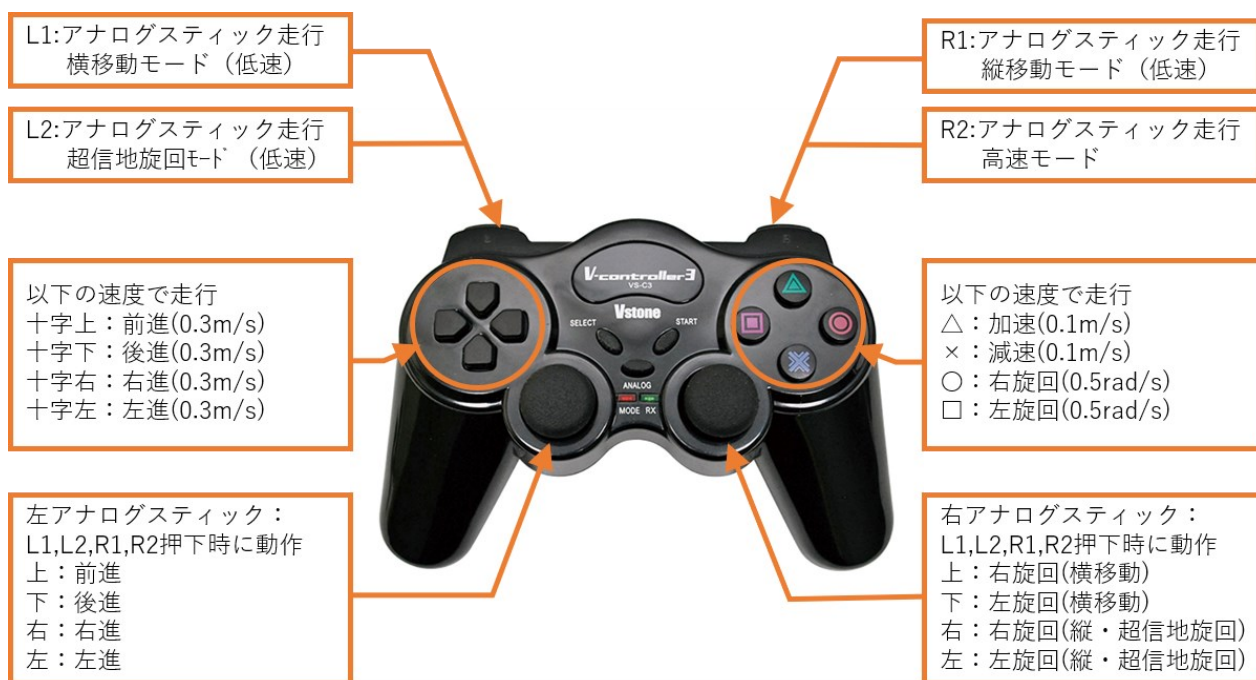 L1:アナログスティック走行
横移動モード（低速）
R1:アナログスティック走行
縦移動モード（低速）
L2:アナログスティック走行
超信地旋回ﾓｰﾄﾞ（低速）
R2:アナログスティック走行
高速モード
L
R
V-controller3
VS-C3
Vstone
SELECT
START
ANALOG
MODE RX
以下の速度で走行
十字上：前進(0.3m/s)
十字下：後進(0.3m/s)
十字右：右進(0.3m/s)
十字左：左進(0.3m/s)
以下の速度で走行
△：加速(0.1m/s)
×：減速(0.1m/s)
○：右旋回(0.5rad/s)
□：左旋回(0.5rad/s)
左アナログスティック：
L1,L2,R1,R2押下時に動作
上：前進
下：後進
右：右進
左：左進
右アナログスティック：
L1,L2,R1,R2押下時に動作
上：右旋回(横移動)
下：左旋回(横移動)
右：右旋回(縦・超信地旋回)
左：左旋回(縦・超信地旋回)